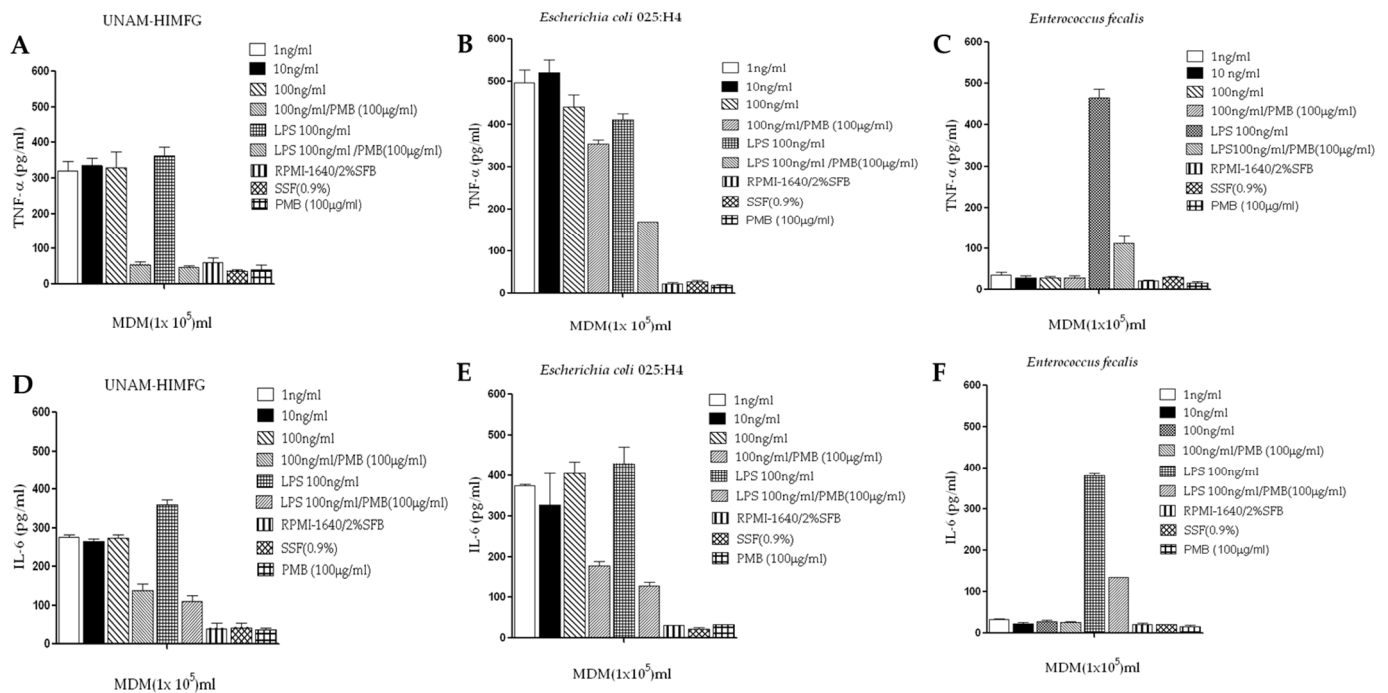 UNAM-HIMFG
A
TNF-α (pg/ml)
600
500
400
300
200
100
0
1ng/ml
10ng/ml
100ng/ml
100ng/ml/PMB (100µg/ml)
LPS 100ng/ml
LPS 100ng/ml /PMB(100µg/ml)
RPMI-1640/2%SFB
SSF(0.9%)
PMB (100µg/ml)
MDM(1x 10⁵)ml
Escherichia coli 025:H4
B
TNF-α (pg/ml)
600
500
400
300
200
100
0
1ng/ml
10ng/ml
100ng/ml
100ng/ml/PMB (100µg/ml)
LPS 100ng/ml
LPS 100ng/ml /PMB(100µg/ml)
RPMI-1640/2%SFB
SSF(0.9%)
PMB (100µg/ml)
MDM(1x 10⁵)ml
Enterococcus fecalis
C
TNF-α (pg/ml)
600
500
400
300
200
100
0
1ng/ml
10 ng/ml
100ng/ml
100ng/ml/PMB (100µg/ml)
LPS 100ng/ml
LPS100ng/ml/PMB(100µg/ml)
RPMI-1640/2%SFB
SSF(0.9%)
PMB (100µg/ml)
MDM(1x10⁵)ml
UNAM-HIMFG
D
IL-6 (pg/ml)
600
500
400
300
200
100
0
1ng/ml
10ng/ml
100ng/ml
100ng/ml/PMB (100µg/ml)
LPS 100ng/ml
LPS 100ng/ml/PMB(100µg/ml)
RPMI-1640/2%SFB
SSF(0.9%)
PMB (100µg/ml)
MDM(1x 10⁵)ml
Escherichia coli 025:H4
E
IL-6 (pg/ml)
600
500
400
300
200
100
0
1ng/ml
10ng/ml
100ng/ml
100ng/ml/PMB (100µg/ml)
LPS 100ng/ml
LPS 100ng/ml/PMB(100µg/ml)
RPMI-1640/2%SFB
SSF(0.9%)
PMB (100µg/ml)
MDM(1x10⁵)ml
Enterococcus fecalis
F
IL-6 (pg/ml)
600
500
400
300
200
100
0
1ng/ml
10ng/ml
100ng/ml
100ng/ml/PMB (100µg/ml)
LPS 100ng/ml
LPS 100ng/ml/PMB(100µg/ml)
RPMI-1640/2%SFB
SSF(0.9%)
PMB (100µg/ml)
MDM(1x10⁵)ml